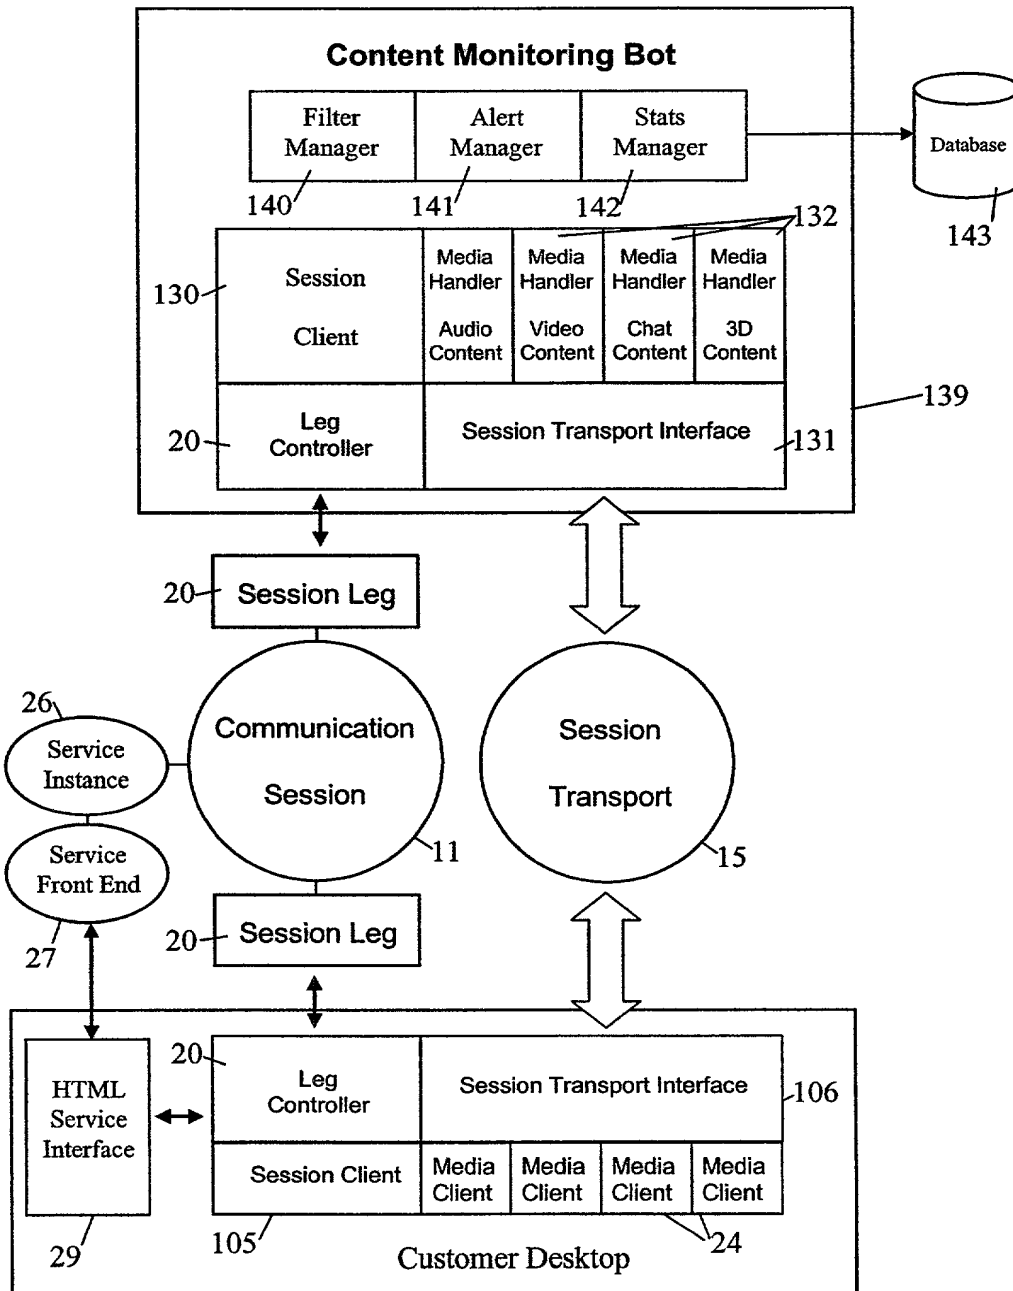 Content Monitoring Bot
Filter
Manager
Alert
Manager
Stats
Manager
Database
140
141
142
143
132
130
Session
Client
Media
Handler
Audio
Content
Media
Handler
Video
Content
Media
Handler
Chat
Content
Media
Handler
3D
Content
139
20
Leg
Controller
Session Transport Interface
131
20
Session Leg
26
Service
Instance
Communication
Session
Session
Transport
11
15
Service
Front End
27
20
Session Leg
HTML
Service
Interface
20
Leg
Controller
Session Transport Interface
106
Session Client
Media
Client
Media
Client
Media
Client
Media
Client
29
105
24
Customer Desktop